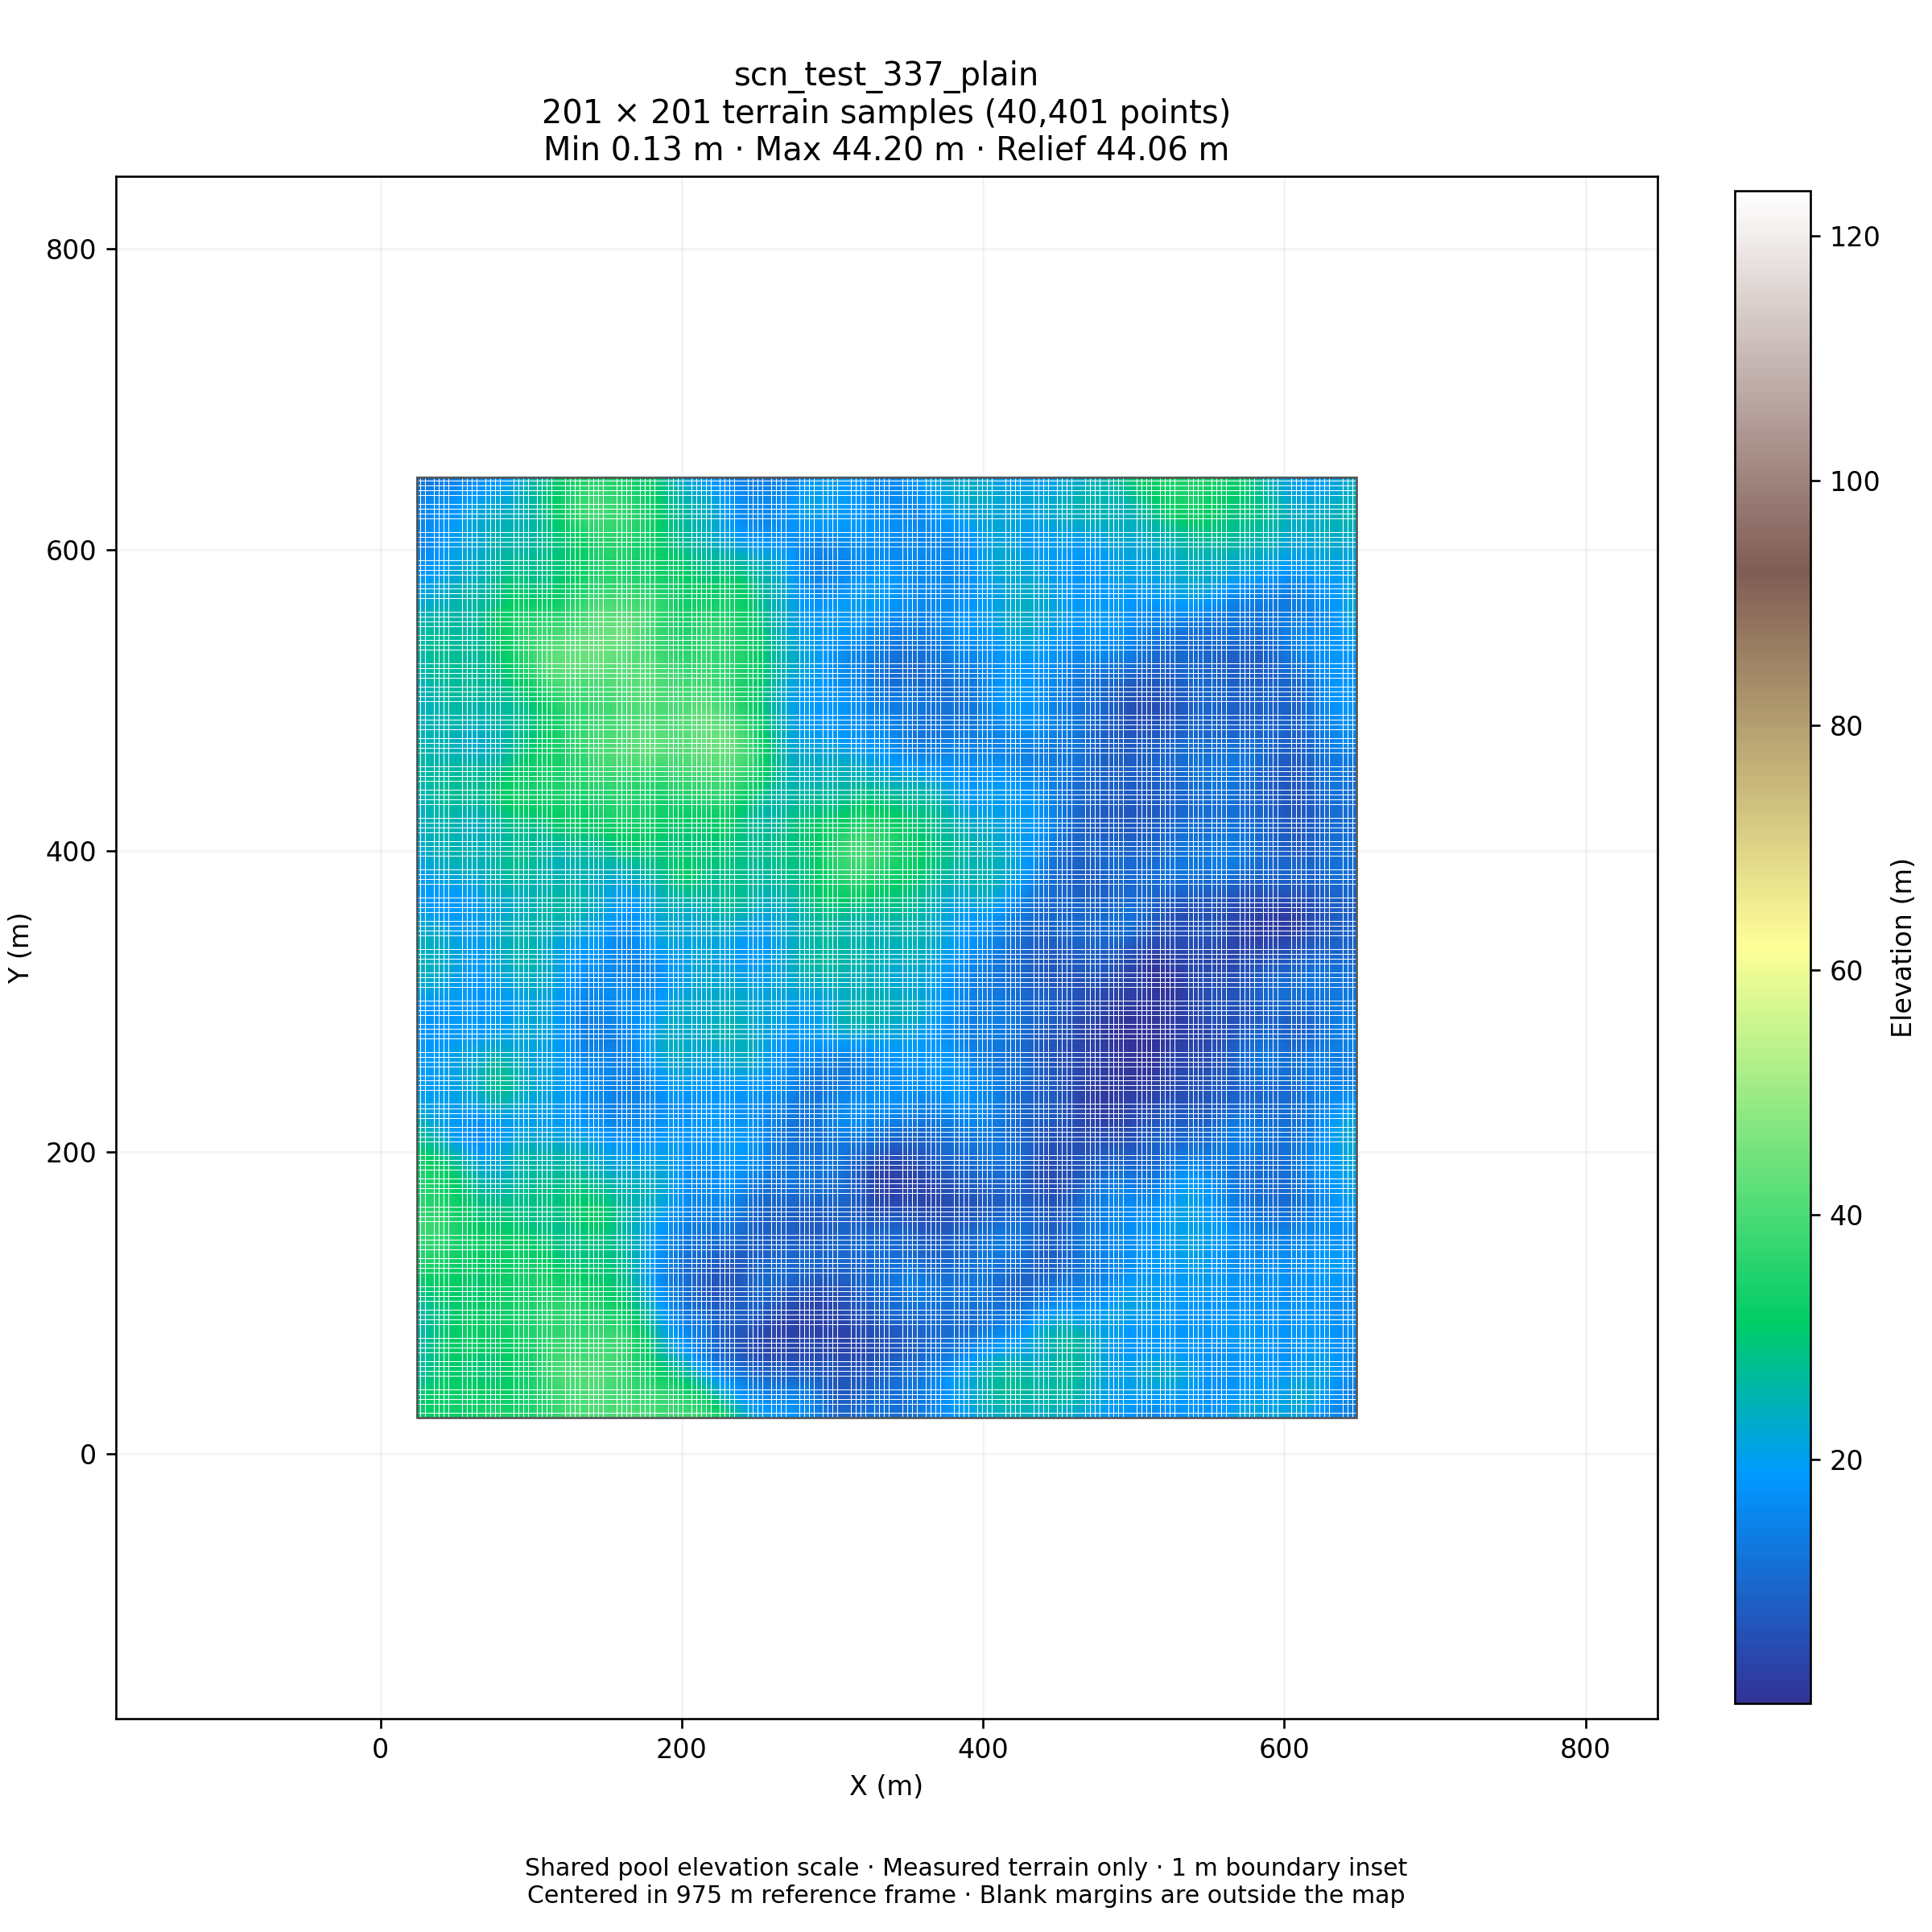 scn_test_337_plain
201 × 201 terrain samples (40,401 points)
Min 0.13 m · Max 44.20 m · Relief 44.06 m
800
600
400
200
0
Y (m)
0
200
400
600
800
X (m)
120
100
80
60
40
20
Elevation (m)
Shared pool elevation scale · Measured terrain only · 1 m boundary inset
Centered in 975 m reference frame · Blank margins are outside the map